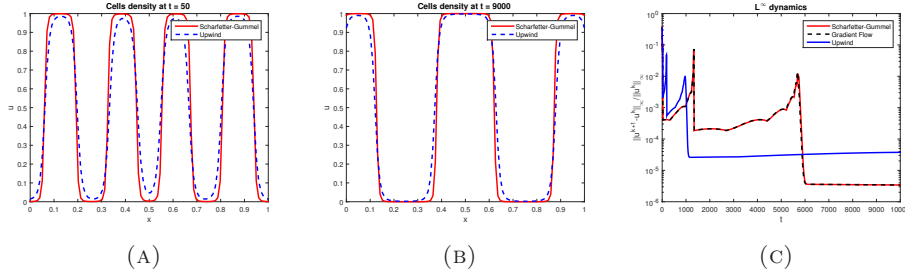 Cells density at t = 50
1
0.9
0.8
0.7
0.6
0.5
0.4
0.3
0.2
0.1
0
u
Scharfetter-Gummel
Upwind
0 0.1 0.2 0.3 0.4 0.5 0.6 0.7 0.8 0.9 1
x
(A)
Cells density at t = 9000
1
0.9
0.8
0.7
0.6
0.5
0.4
0.3
0.2
0.1
0
u
Scharfetter-Gummel
Upwind
0 0.1 0.2 0.3 0.4 0.5 0.6 0.7 0.8 0.9 1
x
(B)
L^∞ dynamics
10^0
10^-1
10^-2
10^-3
10^-4
10^-5
10^-6
||u^{k+1}-u^k||_∞/||u^k||_∞
Scharfetter-Gummel
Gradient Flow
Upwind
0 1000 2000 3000 4000 5000 6000 7000 8000 9000 10000
t
(C)